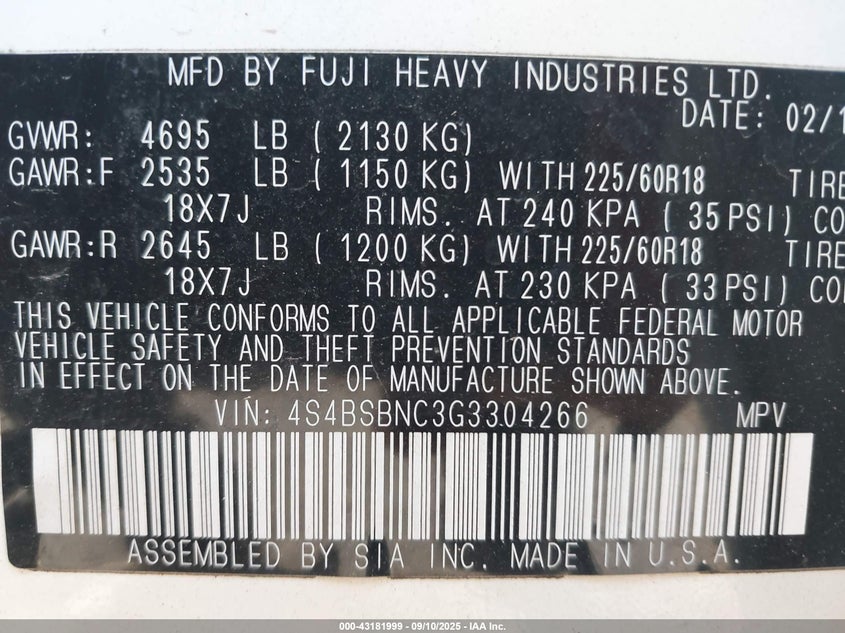 MFD BY FUJI HEAVY INDUSTRIES LTD.
DATE: 02/1
GVWR: 4695 LB ( 2130 KG)
GAWR:F 2535 LB ( 1150 KG) WITH 225/60R18 TIRE
18X7J RIMS. AT 240 KPA ( 35 PSI) CO
GAWR:R 2645 LB ( 1200 KG) WITH 225/60R18 TIRE
18X7J RIMS. AT 230 KPA ( 33 PSI) CO
THIS VEHICLE CONFORMS TO ALL APPLICABLE FEDERAL MOTOR
VEHICLE SAFETY AND THEFT PREVENTION STANDARDS
IN EFFECT ON THE DATE OF MANUFACTURE SHOWN ABOVE.
VIN: 4S4BSBNC3G3304266 MPV
ASSEMBLED BY SIA INC. MADE IN U.S.A.
000-43181999 - 09/10/2025 - IAA Inc.